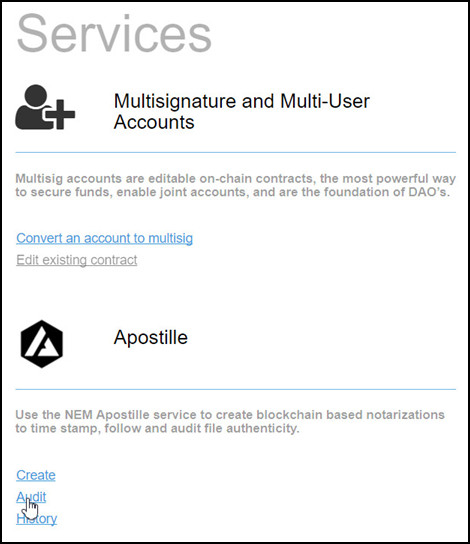 Services
Multisignature and Multi-User
Accounts
Multisig accounts are editable on-chain contracts, the most powerful way
to secure funds, enable joint accounts, and are the foundation of DAO's.
Convert an account to multisig
Edit existing contract
Apostille
Use the NEM Apostille service to create blockchain based notarizations
to time stamp, follow and audit file authenticity.
Create
Audit
History